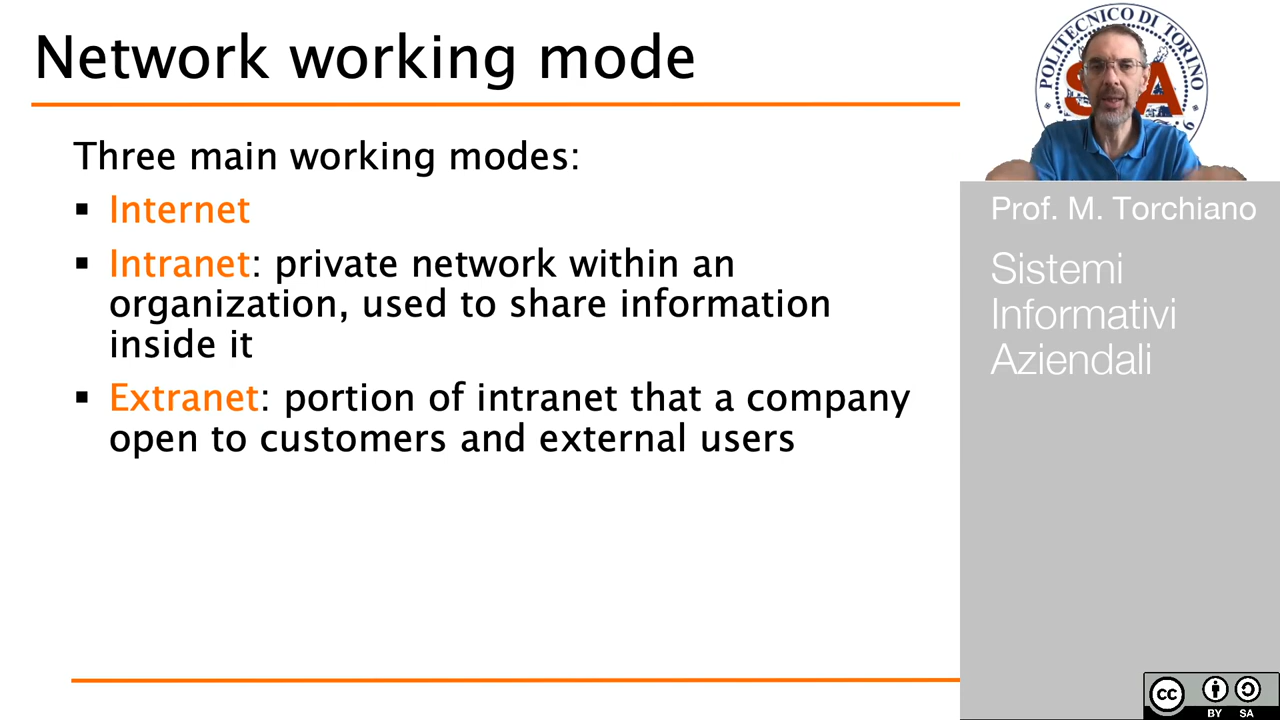 Network working mode
Three main working modes:
▪ Internet
▪ Intranet: private network within an
organization, used to share information
inside it
▪ Extranet: portion of intranet that a company
open to customers and external users
POLITECNICO DI TORINO
Prof. M. Torchiano
Sistemi
Informativi
Aziendali
cc
BY SA